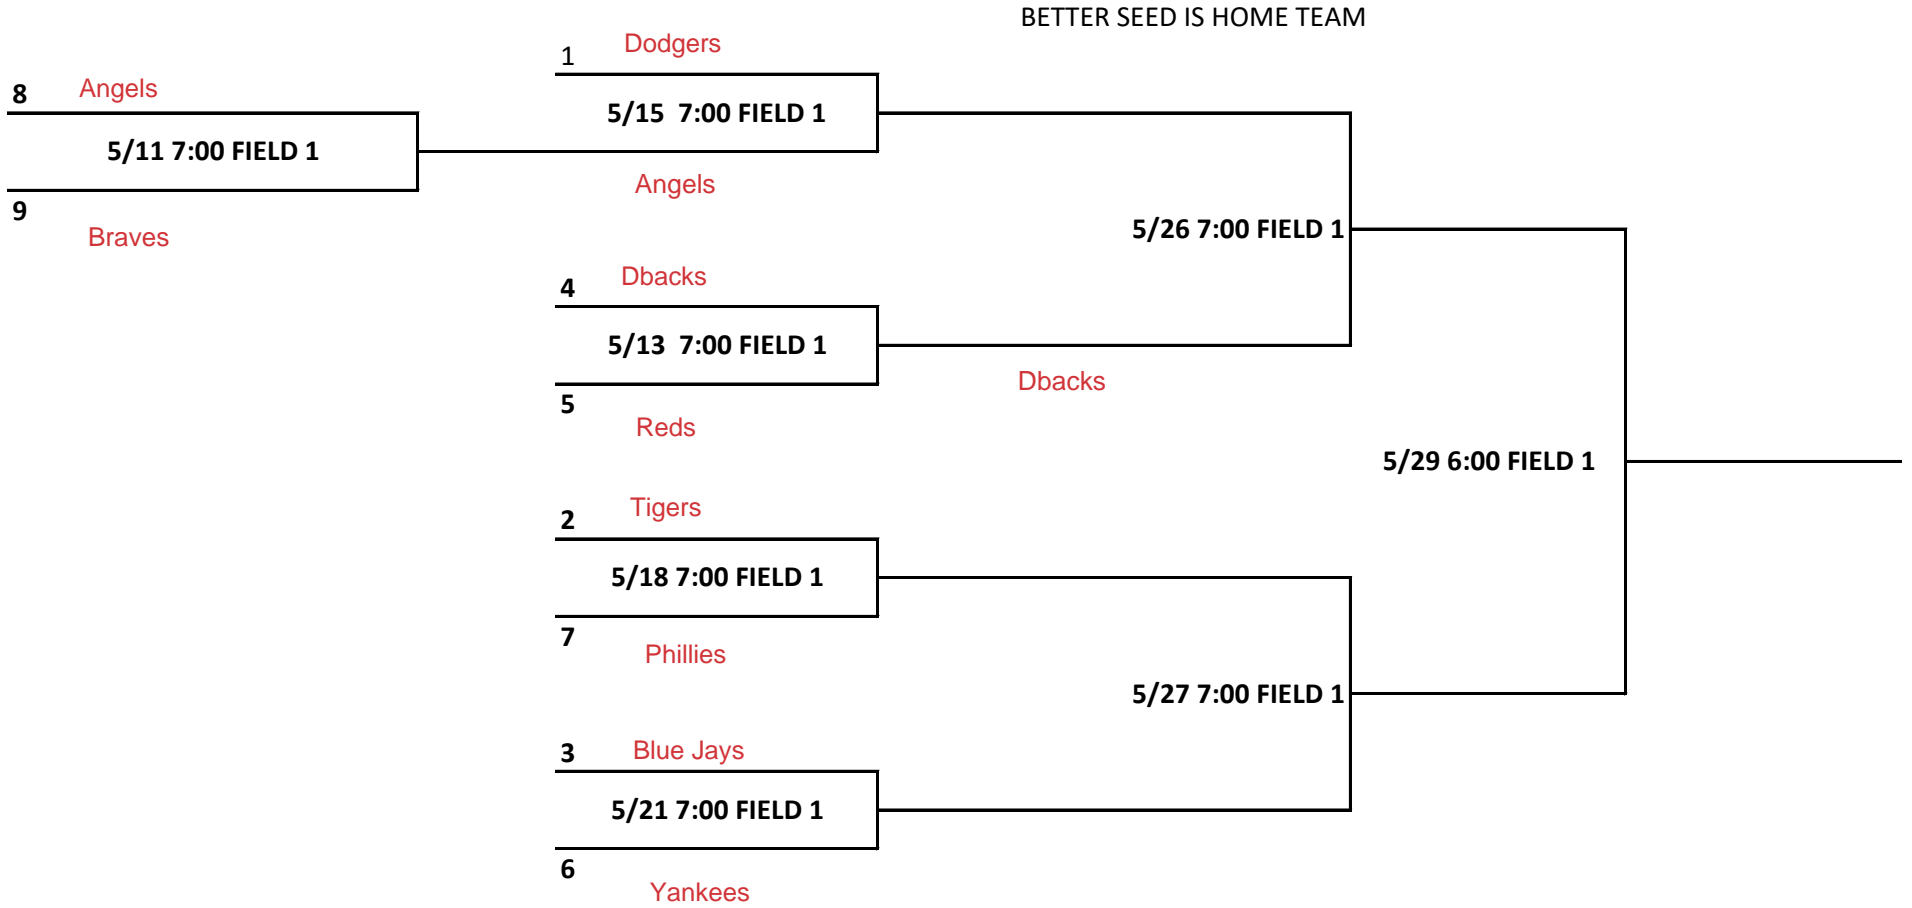 BETTER SEED IS HOME TEAM
1 Dodgers
8 Angels
5/15  7:00 FIELD 1
5/11 7:00 FIELD 1
Angels
9
Braves
5/26 7:00 FIELD 1
4 Dbacks
5/13  7:00 FIELD 1
Dbacks
5
Reds
5/29 6:00 FIELD 1
2 Tigers
5/18 7:00 FIELD 1
7
Phillies
5/27 7:00 FIELD 1
3 Blue Jays
5/21 7:00 FIELD 1
6
Yankees